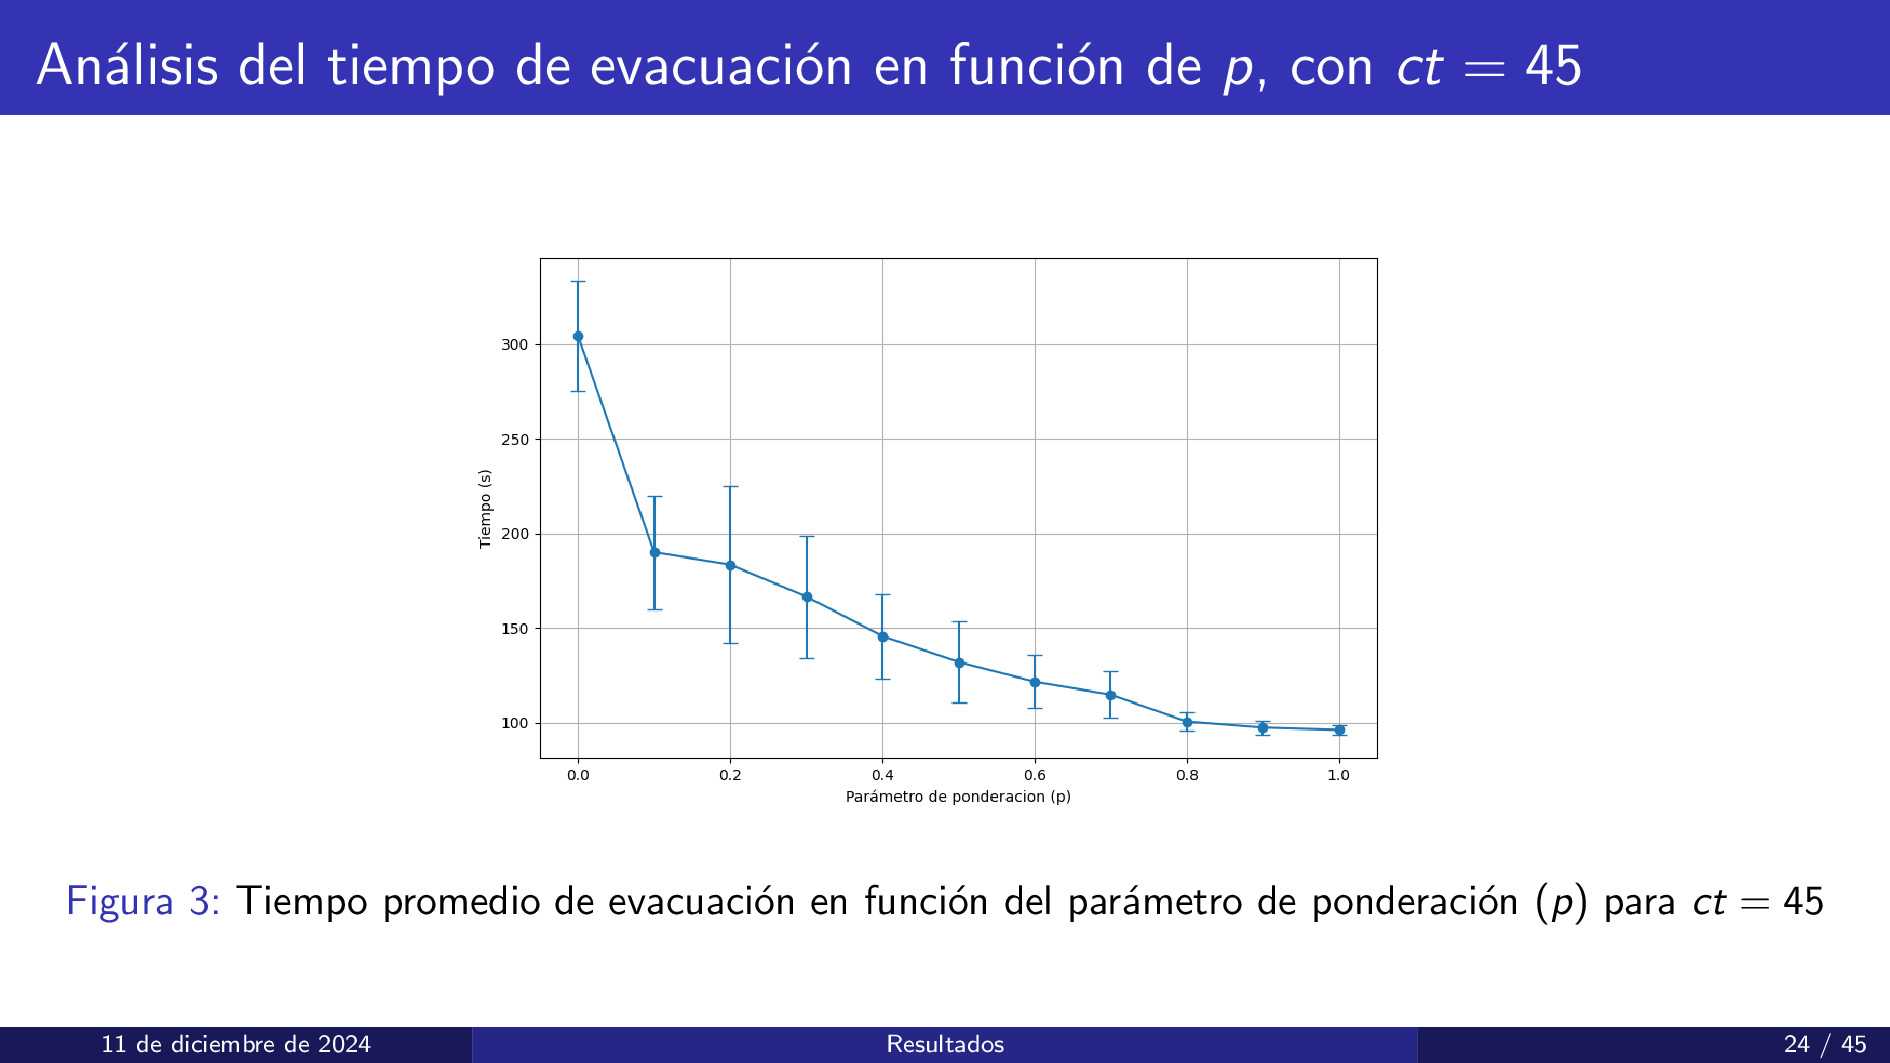 Análisis del tiempo de evacuación en función de p, con ct = 45
300
250
200
150
100
Tiempo (s)
0.0 0.2 0.4 0.6 0.8 1.0
Parámetro de ponderacion (p)
Figura 3: Tiempo promedio de evacuación en función del parámetro de ponderación (p) para ct = 45
11 de diciembre de 2024 Resultados 24 / 45